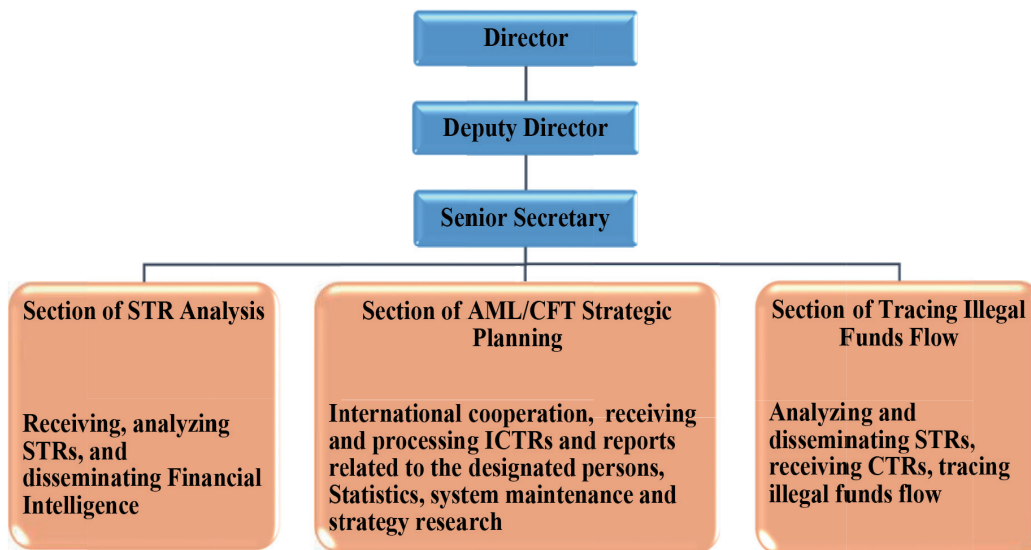 Director
Deputy Director
Senior Secretary
Section of STR Analysis
Receiving, analyzing
STRs, and
disseminating Financial
Intelligence
Section of AML/CFT Strategic
Planning
International cooperation, receiving
and processing ICTRs and reports
related to the designated persons,
Statistics, system maintenance and
strategy research
Section of Tracing Illegal
Funds Flow
Analyzing and
disseminating STRs,
receiving CTRs, tracing
illegal funds flow